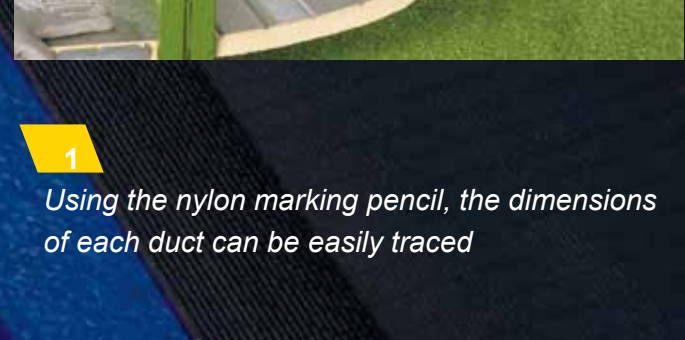 1
Using the nylon marking pencil, the dimensions
of each duct can be easily traced